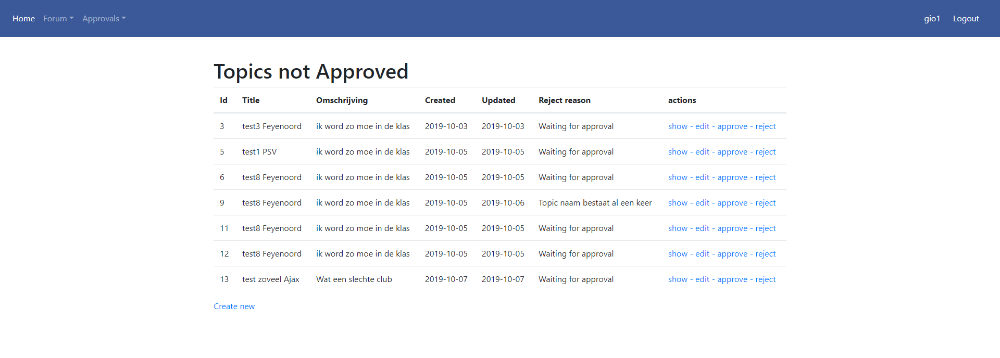 Home Forum Approvals gio1 Logout
Topics not Approved
Id Title Omschrijving Created Updated Reject reason actions
3 test3 Feyenoord ik word zo moe in de klas 2019-10-03 2019-10-03 Waiting for approval show - edit - approve - reject
5 test1 PSV ik word zo moe in de klas 2019-10-05 2019-10-05 Waiting for approval show - edit - approve - reject
6 test8 Feyenoord ik word zo moe in de klas 2019-10-05 2019-10-05 Waiting for approval show - edit - approve - reject
9 test8 Feyenoord ik word zo moe in de klas 2019-10-05 2019-10-06 Topic naam bestaat al een keer show - edit - approve - reject
11 test8 Feyenoord ik word zo moe in de klas 2019-10-05 2019-10-05 Waiting for approval show - edit - approve - reject
12 test8 Feyenoord ik word zo moe in de klas 2019-10-05 2019-10-05 Waiting for approval show - edit - approve - reject
13 test zoveel Ajax Wat een slechte club 2019-10-07 2019-10-07 Waiting for approval show - edit - approve - reject
Create new